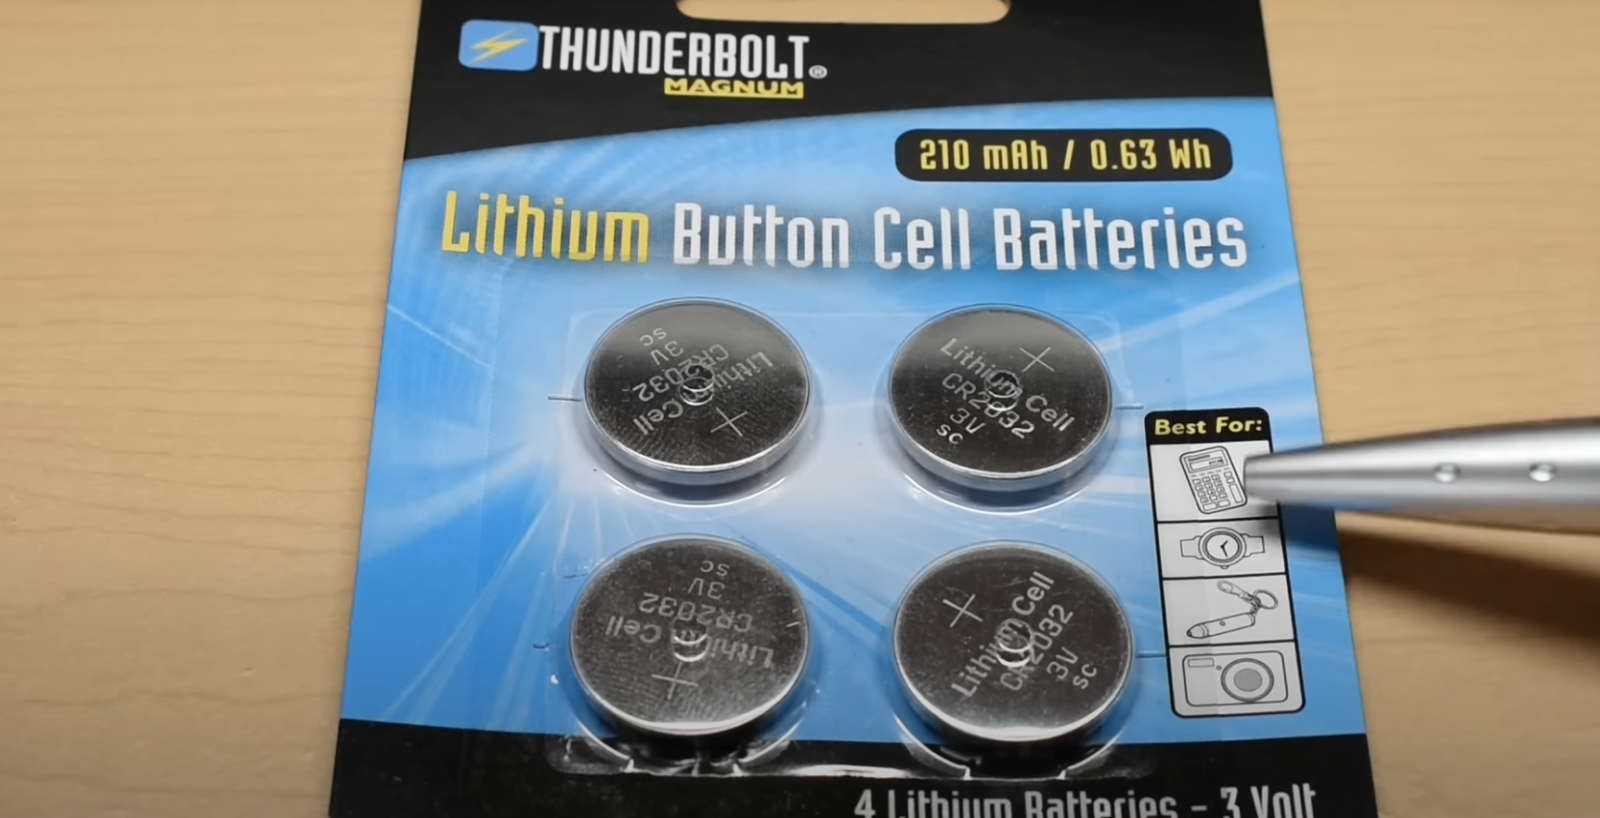 THUNDERBOLT®
MAGNUM
210 mAh / 0.63 Wh
Lithium Button Cell Batteries
Lithium Cell
CR2032
3V
SC
Lithium Cell
CR2032
3V
SC
Best For:
Lithium Cell
CR2032
3V
SC
Lithium Cell
CR2032
3V
SC
4 Lithium Batteries - 3 Volt